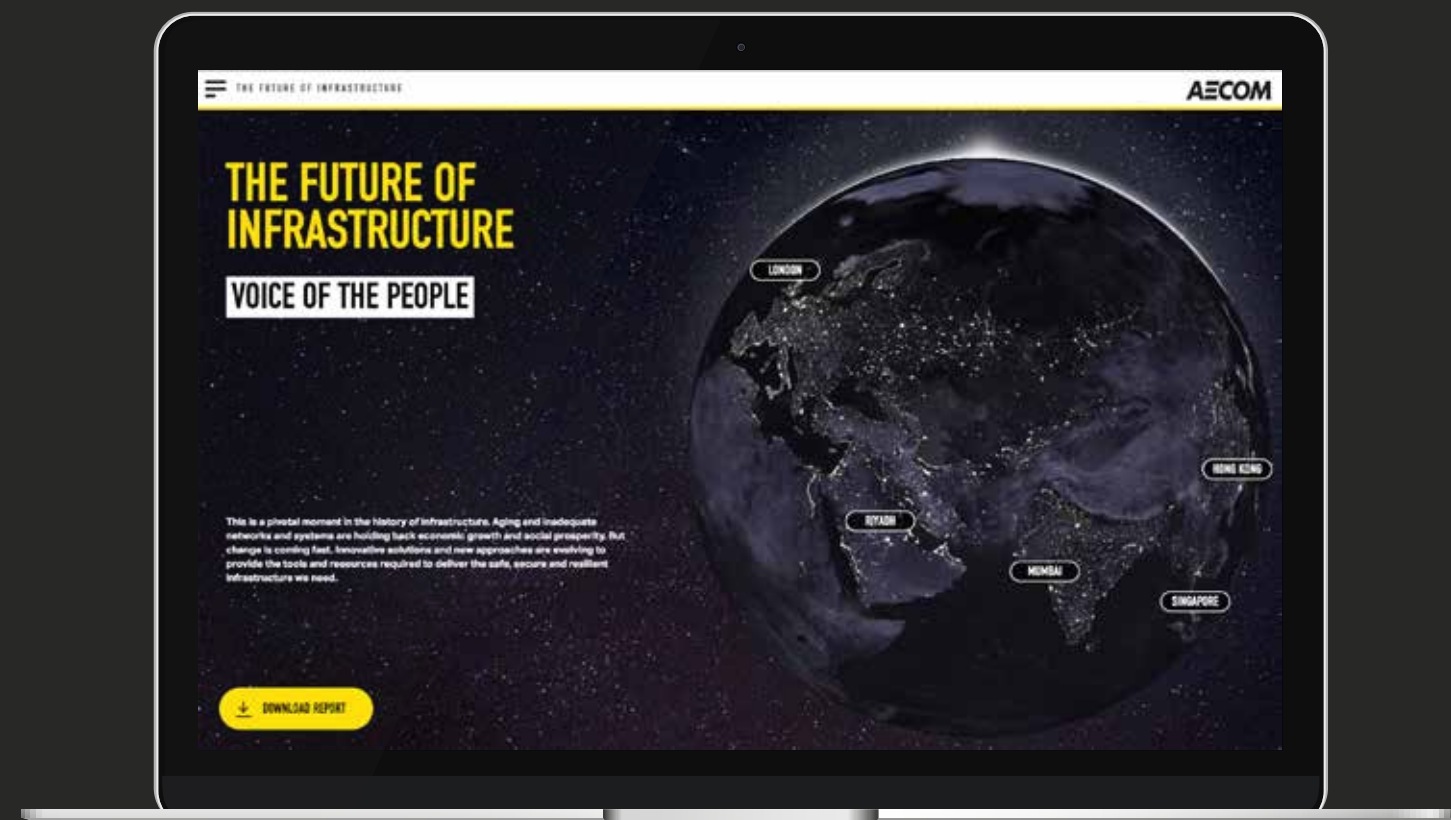 THE FUTURE OF INFRASTRUCTURE
AECOM
THE FUTURE OF
INFRASTRUCTURE
VOICE OF THE PEOPLE
LONDON
HONG KONG
RIYADH
This is a pivotal moment in the history of infrastructure. Aging and inadequate
networks and systems are holding back economic growth and social prosperity. But
change is coming fast. Innovative solutions and new approaches are evolving to
provide the tools and resources required to deliver the safe, secure and resilient
infrastructure we need.
MUMBAI
SINGAPORE
DOWNLOAD REPORT